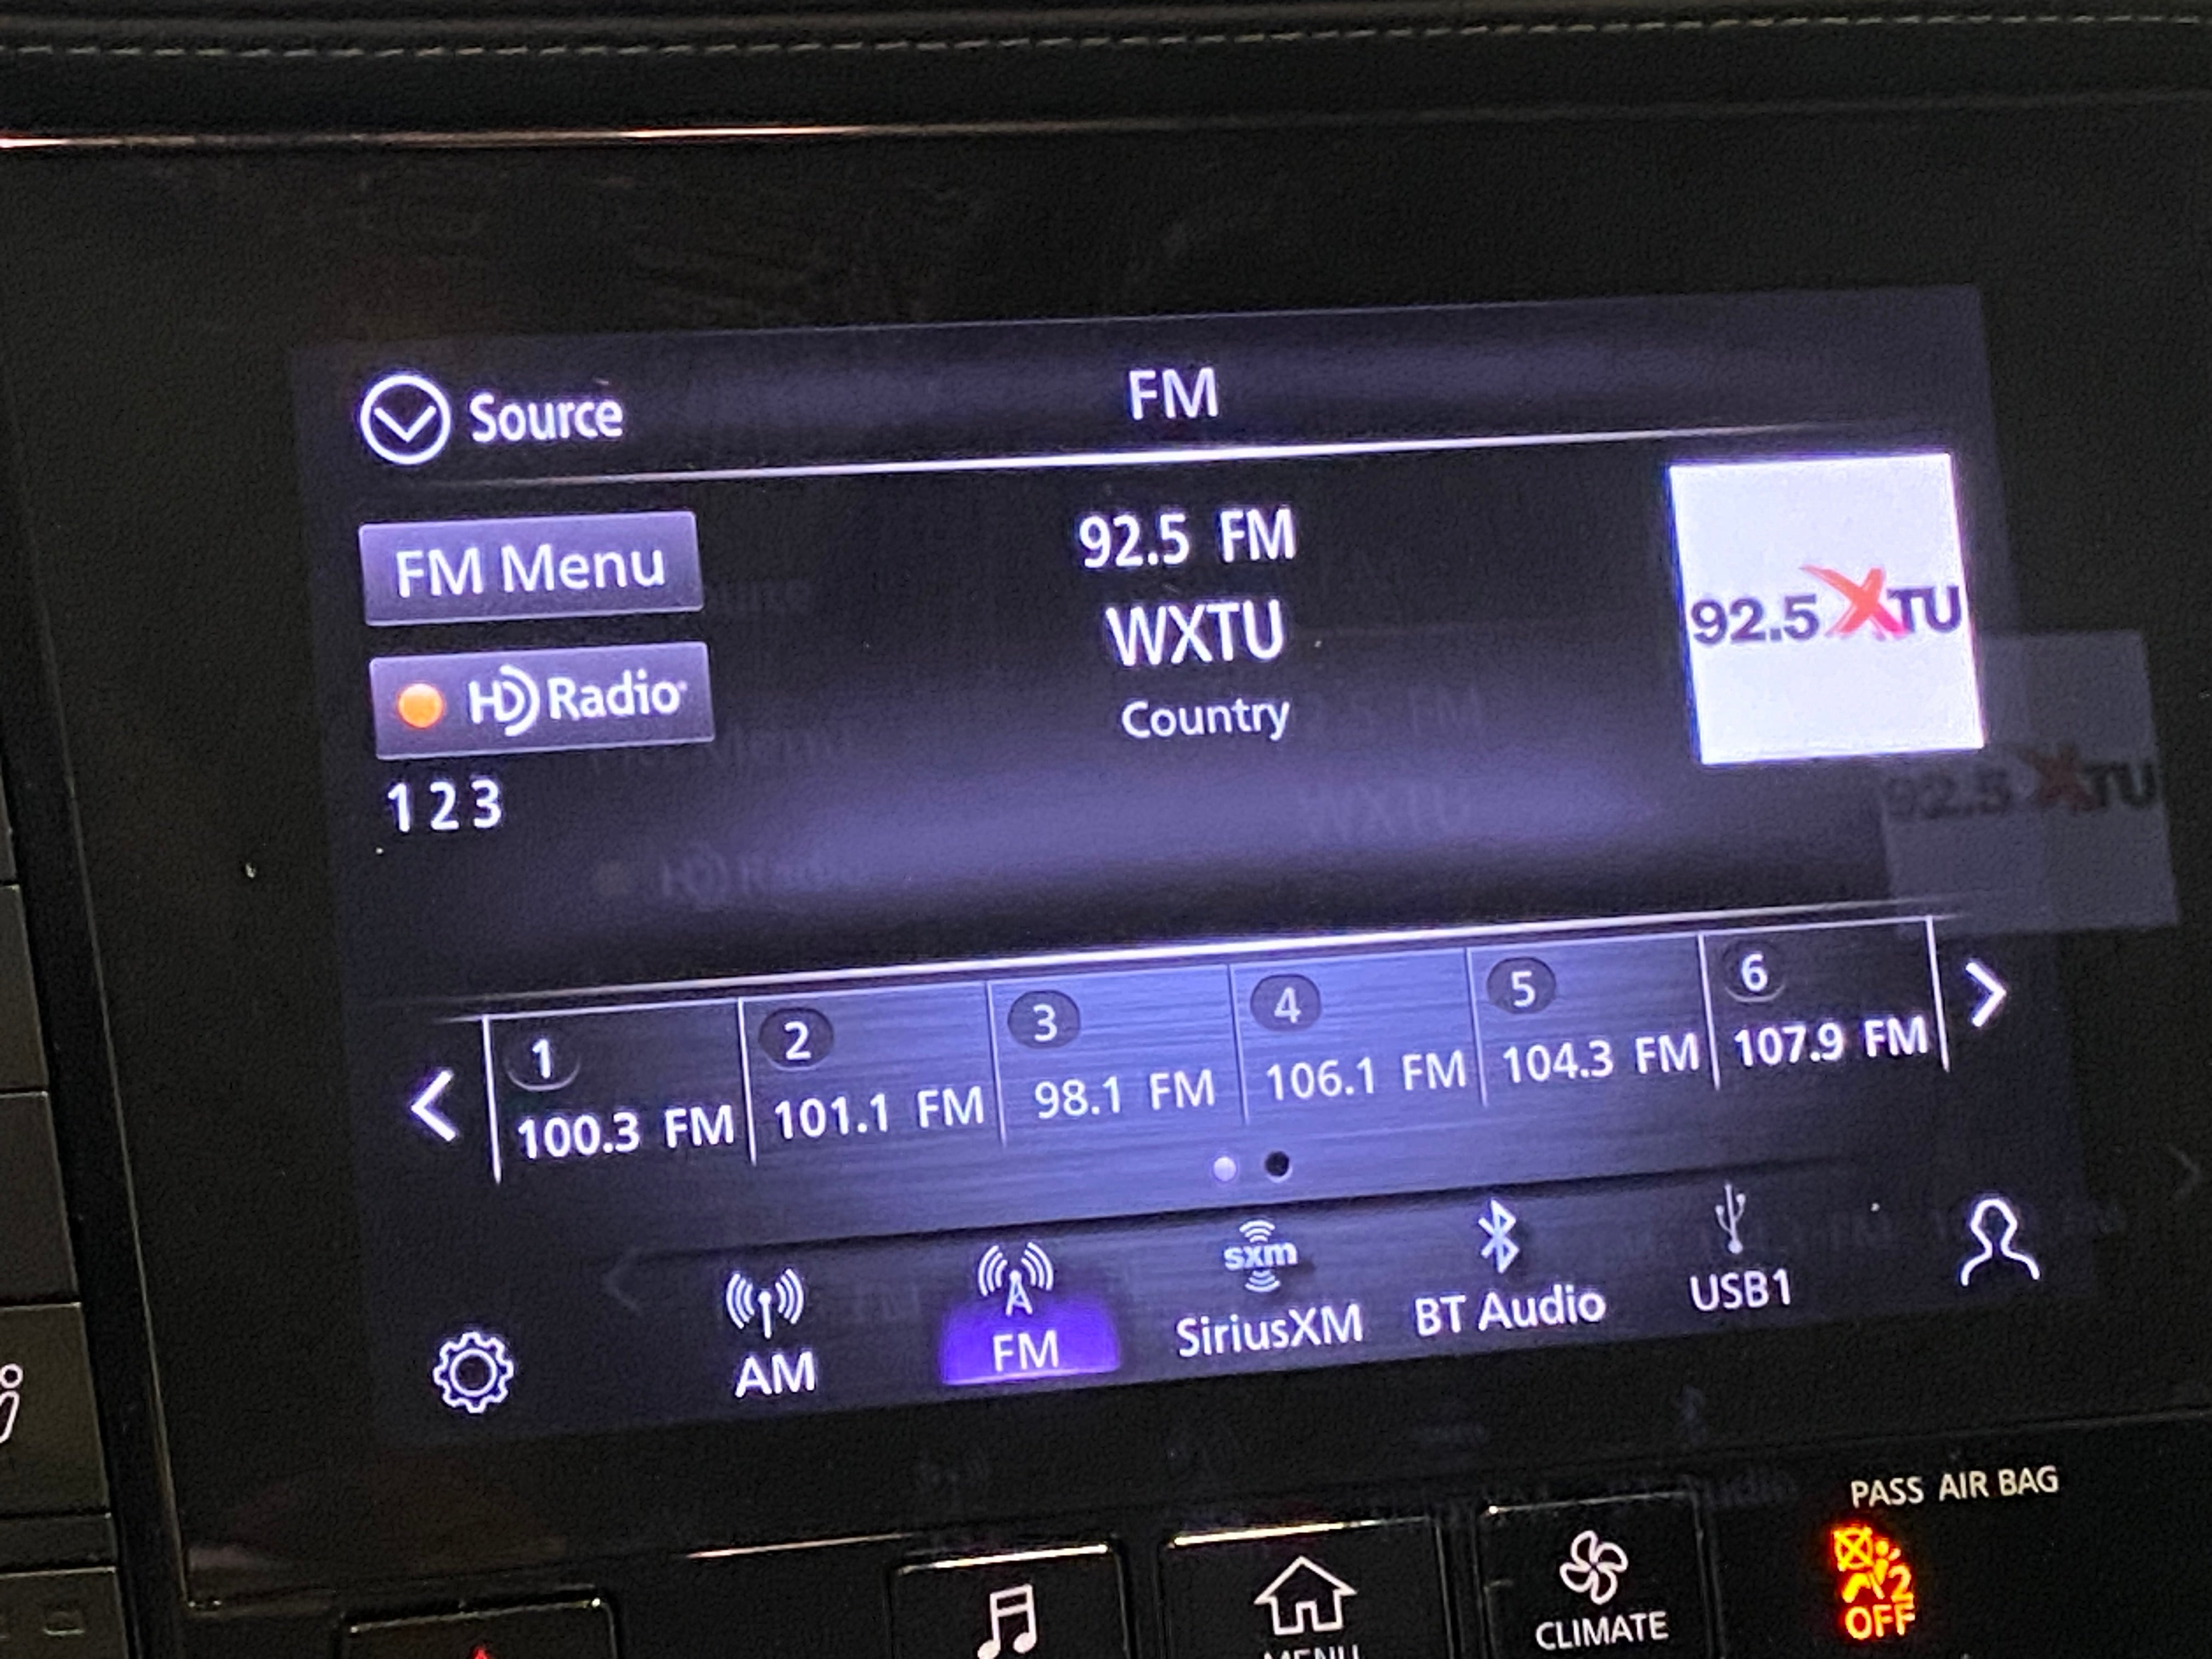 Source
FM
FM Menu
92.5 FM
WXTU
92.5 XTU
HD Radio
Country
1 2 3
1
2
3
4
5
6
100.3 FM
101.1 FM
98.1 FM
106.1 FM
104.3 FM
107.9 FM
AM
FM
sxm
SiriusXM
BT Audio
USB1
PASS AIR BAG
2
OFF
MENU
CLIMATE